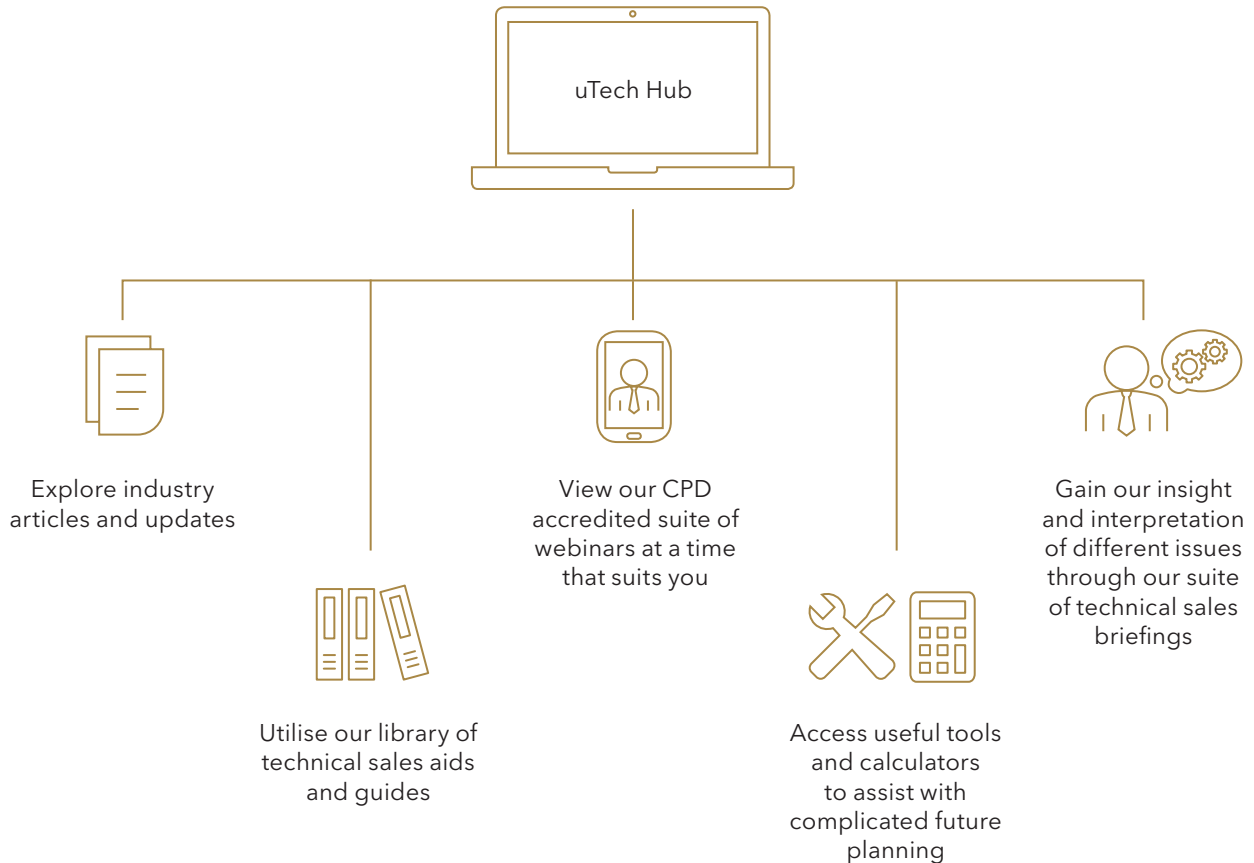 uTech Hub
Explore industry
articles and updates
Utilise our library of
technical sales aids
and guides
View our CPD
accredited suite of
webinars at a time
that suits you
Access useful tools
and calculators
to assist with
complicated future
planning
Gain our insight
and interpretation
of different issues
through our suite
of technical sales
briefings